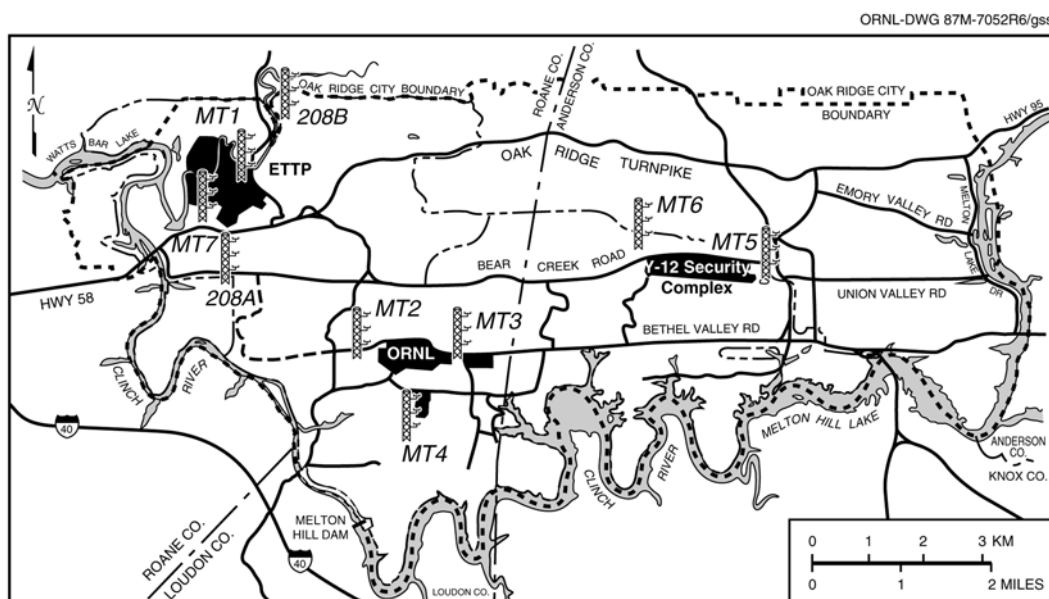 ORNL-DWG 87M-7052R6/gss
N
WATTS
BAR LAKE
MT1
208B
OAK RIDGE CITY BOUNDARY
ROANE CO.
ANDERSON CO.
OAK RIDGE CITY
BOUNDARY
HWY 95
ETTP
OAK RIDGE TURNPIKE
EMORY VALLEY RD
MELTON
LAKE
DR
MT7
MT6
MT5
HWY 58
208A
BEAR CREEK ROAD
Y-12 Security
Complex
UNION VALLEY RD
MT2
MT3
BETHEL VALLEY RD
ORNL
CLINCH
RIVER
40
MT4
CLINCH
RIVER
MELTON HILL LAKE
ANDERSON
CO.
KNOX CO.
ROANE CO.
LOUDON CO.
MELTON
HILL DAM
40
LOUDON CO.
0 1 2 3 KM
0 1 2 MILES